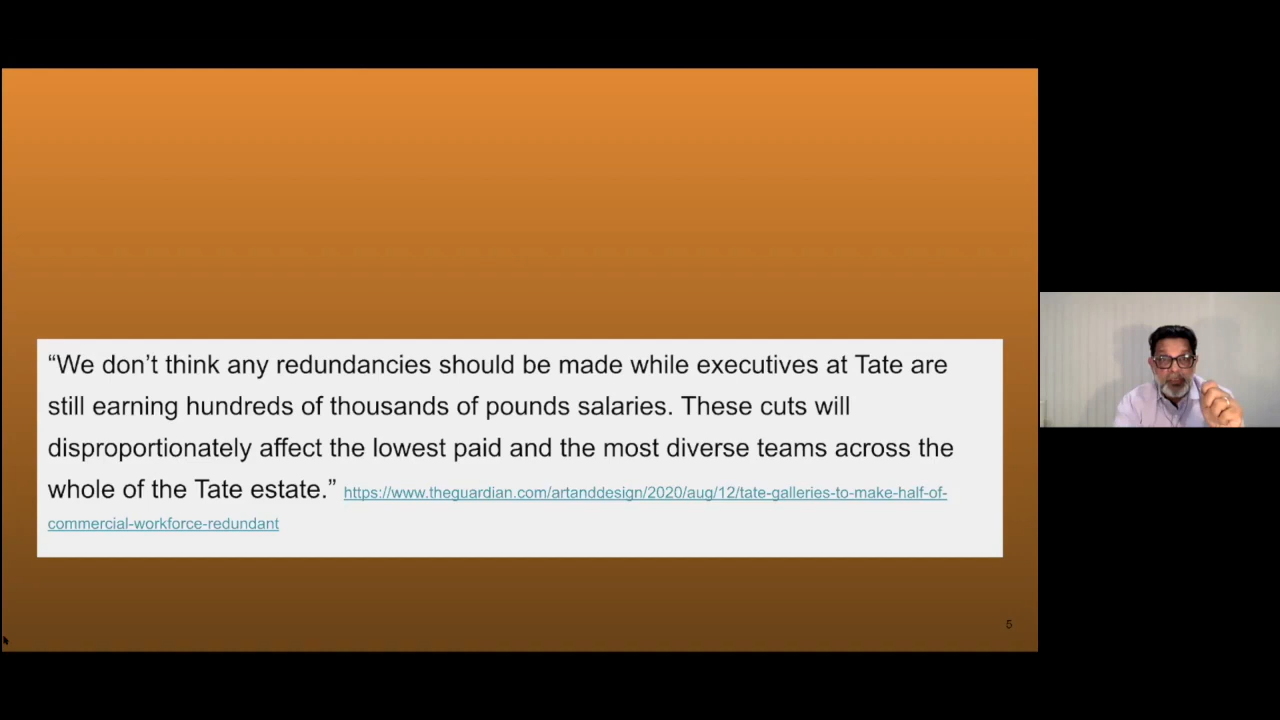 “We don’t think any redundancies should be made while executives at Tate are
still earning hundreds of thousands of pounds salaries. These cuts will
disproportionately affect the lowest paid and the most diverse teams across the
whole of the Tate estate.” https://www.theguardian.com/artanddesign/2020/aug/12/tate-galleries-to-make-half-of-
commercial-workforce-redundant
5